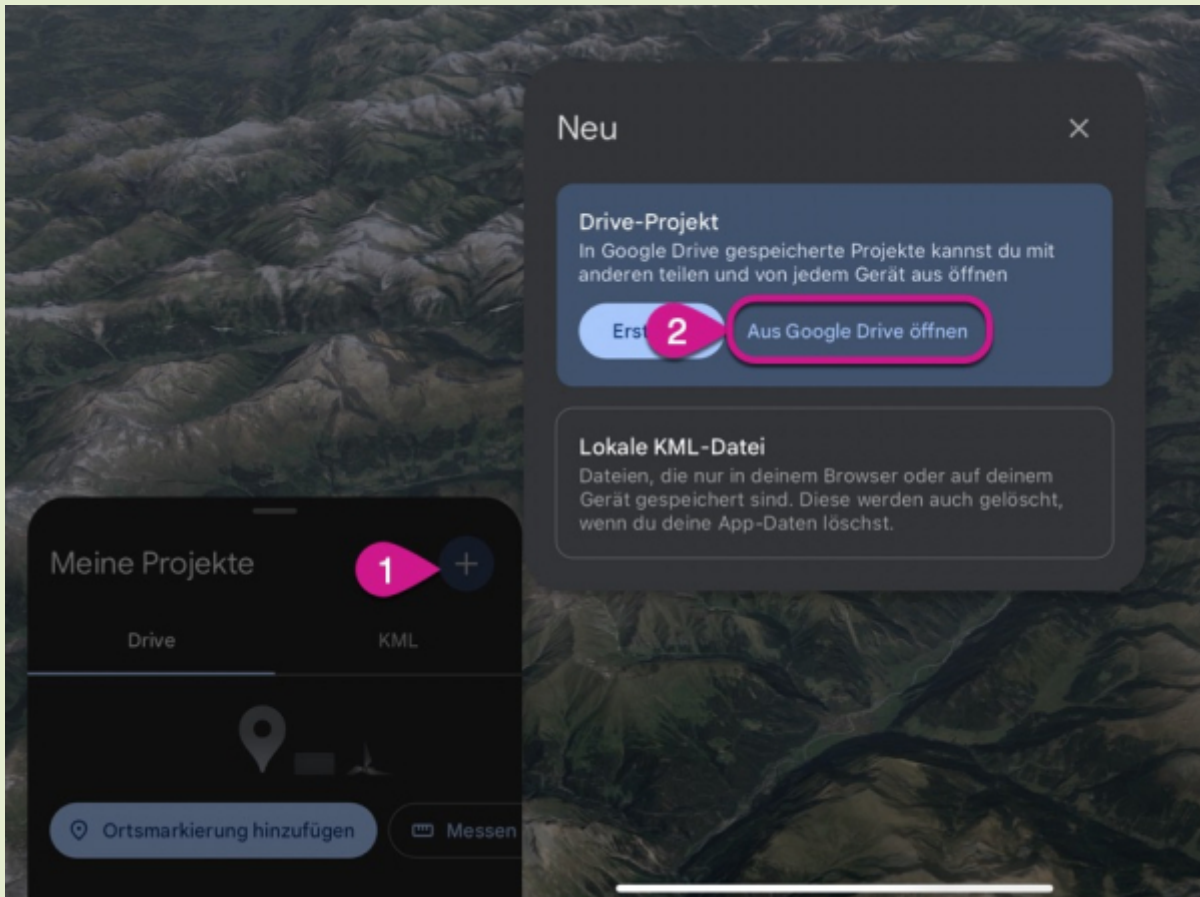 Neu
Drive-Projekt
In Google Drive gespeicherte Projekte kannst du mit
anderen teilen und von jedem Gerät aus öffnen
2
Aus Google Drive öffnen
Lokale KML-Datei
Dateien, die nur in deinem Browser oder auf deinem
Gerät gespeichert sind. Diese werden auch gelöscht,
wenn du deine App-Daten löschst.
Meine Projekte
1
Drive
KML
Ortsmarkierung hinzufügen
Messen